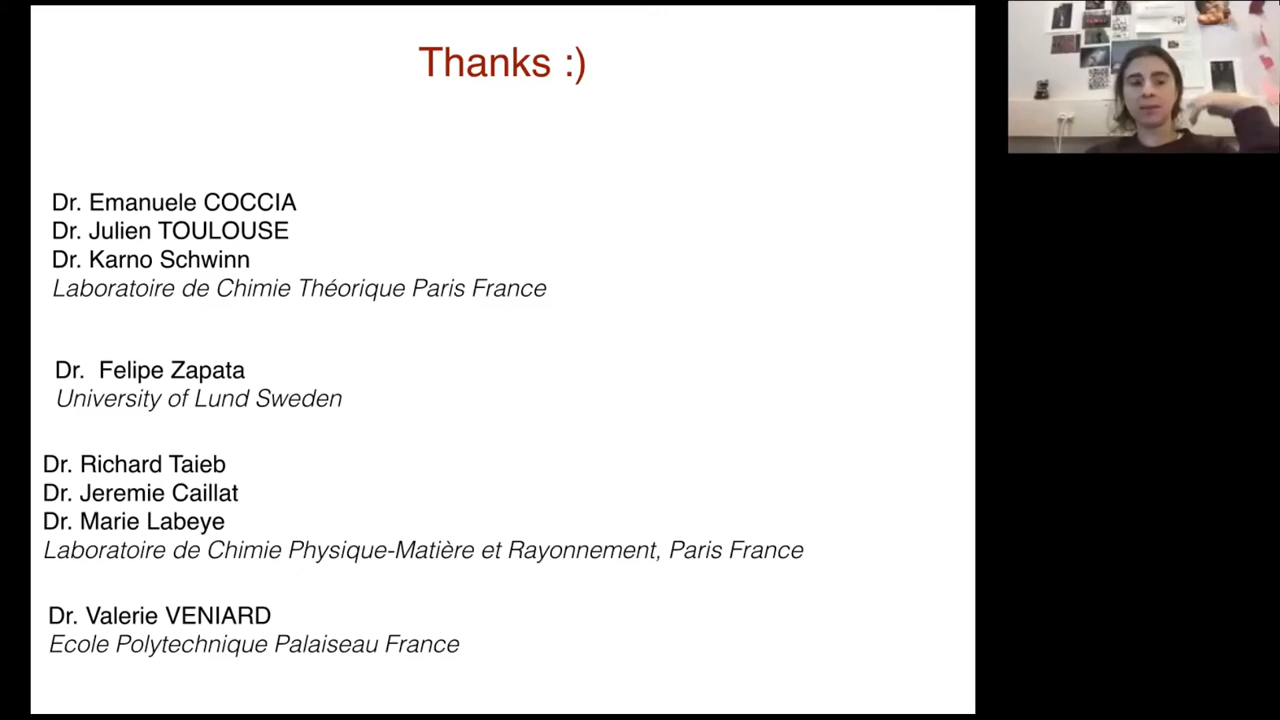 Thanks :)
Dr. Emanuele COCCIA
Dr. Julien TOULOUSE
Dr. Karno Schwinn
Laboratoire de Chimie Théorique Paris France
Dr. Felipe Zapata
University of Lund Sweden
Dr. Richard Taieb
Dr. Jeremie Caillat
Dr. Marie Labeye
Laboratoire de Chimie Physique-Matière et Rayonnement, Paris France
Dr. Valerie VENIARD
Ecole Polytechnique Palaiseau France